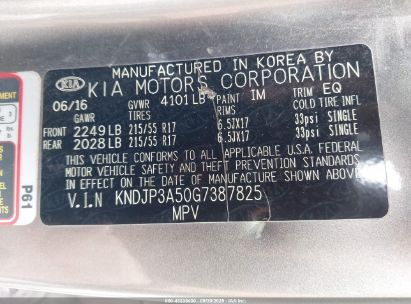 MANUFACTURED IN KOREA BY
KIA KIA MOTORS CORPORATION
06/16 GVWR 4101 LB PAINT IM TRIM EQ
GAWR TIRES RIMS COLD TIRE INFL
FRONT 2249 LB 215/55 R17 6.5JX17 33psi SINGLE
REAR 2028 LB 215/55 R17 6.5JX17 33psi SINGLE
THIS VEHICLE CONFORMS TO ALL APPLICABLE U.S. FEDERAL
MOTOR VEHICLE SAFETY AND THEFT PREVENTION STANDARDS
IN EFFECT ON THE DATE OF MANUFACTURE SHOWN ABOVE.
V.I.N KNDJP3A50G7387825
MPV
P61